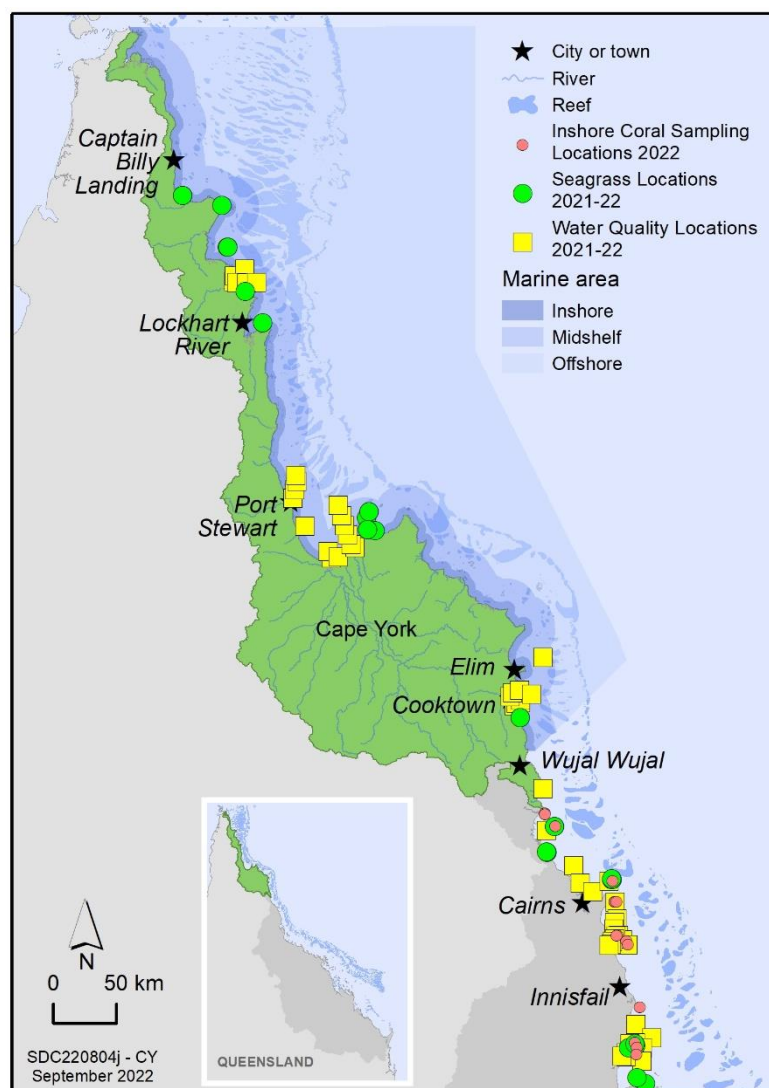 City or town
River
Reef
Inshore Coral Sampling
Locations 2022
Seagrass Locations
2021-22
Water Quality Locations
2021-22
Marine area
Inshore
Midshelf
Offshore
Captain
Billy
Landing
Lockhart
River
Port
Stewart
Cape York
Elim
Cooktown
Wujal Wujal
Cairns
Innisfail
N
0 50 km
SDC220804j - CY
September 2022
QUEENSLAND